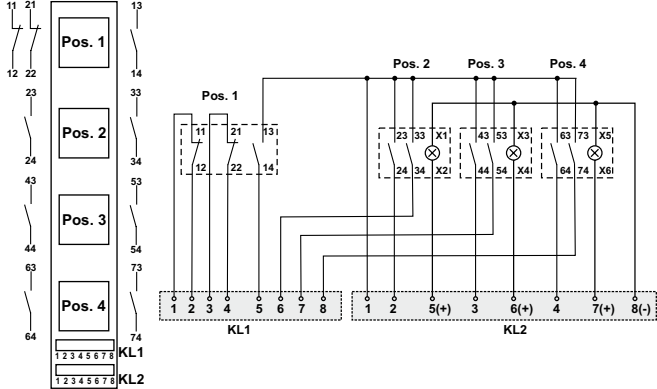 11 21 13
Pos. 1
12 22 14
23 33
Pos. 2
24 34
43 53
Pos. 3
44 54
63 73
Pos. 4
64 74
1 2 3 4 5 6 7 8 KL1
1 2 3 4 5 6 7 8 KL2
Pos. 1
11 21 13
12 22 14
Pos. 2 Pos. 3 Pos. 4
23 33 X1 43 53 X3 63 73 X5
24 34 X2 44 54 X4 64 74 X6
1 2 3 4 5 6 7 8
KL1
1 2 5(+) 3 6(+) 4 7(+) 8(-)
KL2